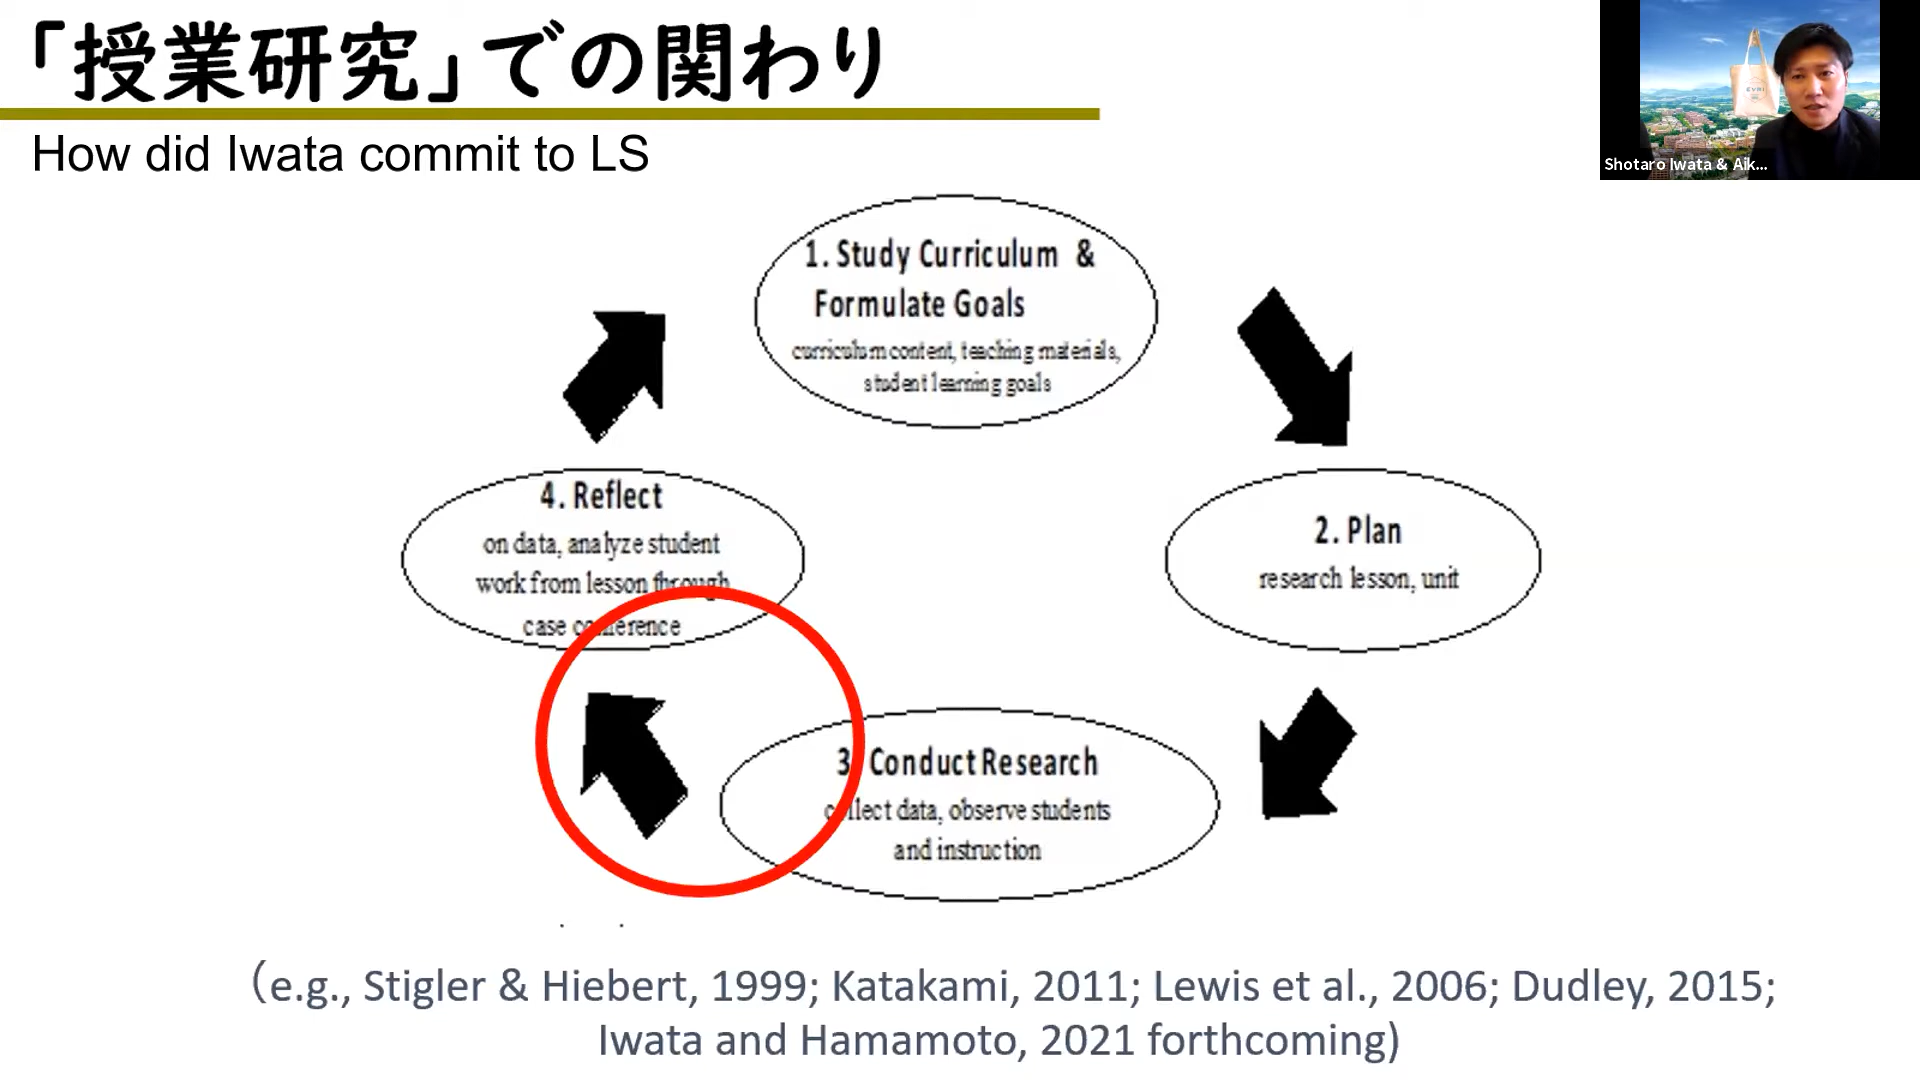 「授業研究」での関わり
How did Iwata commit to LS
Shotaro Iwata & Aik...
EVRI
1. Study Curriculum &
Formulate Goals
curriculum content, teaching materials,
student learning goals
4. Reflect
on data, analyze student
work from lesson through
case conference
2. Plan
research lesson, unit
3. Conduct Research
collect data, observe students
and instruction
(e.g., Stigler & Hiebert, 1999; Katakami, 2011; Lewis et al., 2006; Dudley, 2015;
Iwata and Hamamoto, 2021 forthcoming)